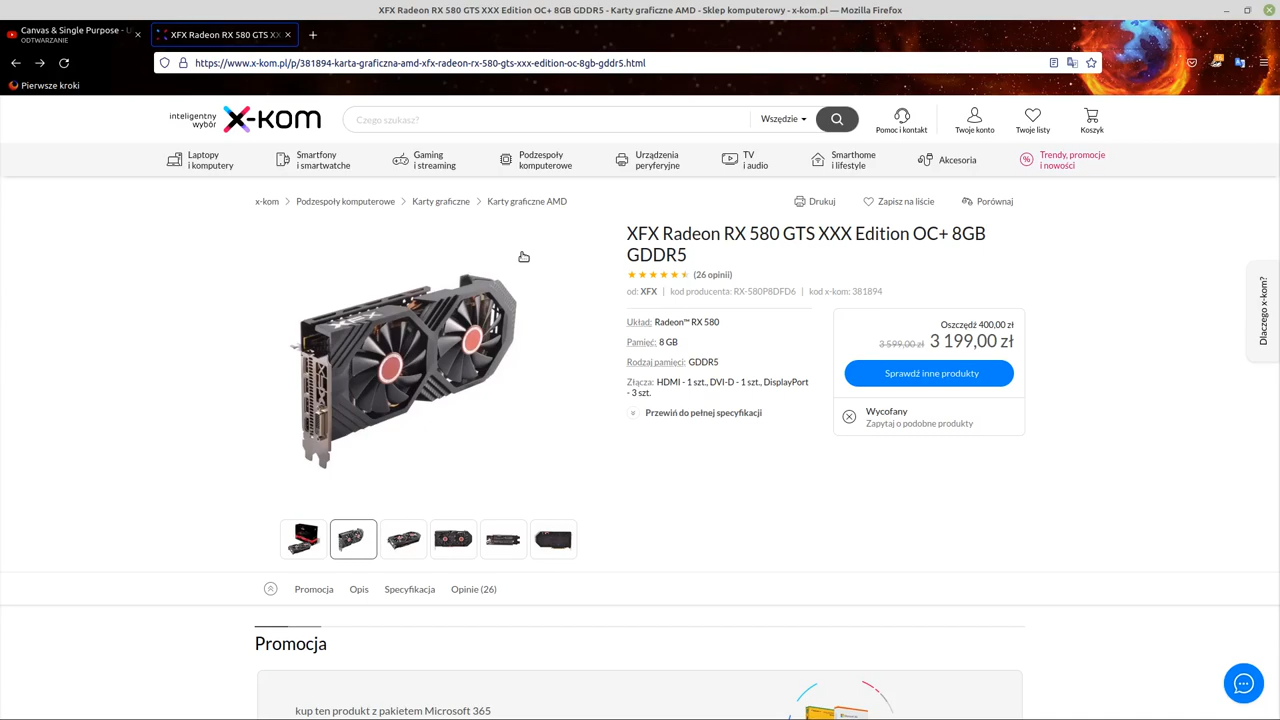 XFX Radeon RX 580 GTS XXX Edition OC+ 8GB GDDR5 - Karty graficzne AMD - Sklep komputerowy - x-kom.pl — Mozilla Firefox
Canvas & Single Purpose -
ODTWARZANIE
XFX Radeon RX 580 GTS XX
https://www.x-kom.pl/p/381894-karta-graficzna-amd-xfx-radeon-rx-580-gts-xxx-edition-oc-8gb-gddr5.html
Pierwsze kroki
inteligentny
wybór
x-kom
Czego szukasz?
Wszędzie
Pomoc i kontakt
Twoje konto
Twoje listy
Koszyk
Laptopy
i komputery
Smartfony
i smartwatche
Gaming
i streaming
Podzespoły
komputerowe
Urządzenia
peryferyjne
TV
i audio
Smarthome
i lifestyle
Akcesoria
Trendy, promocje
i nowości
x-kom
Podzespoły komputerowe
Karty graficzne
Karty graficzne AMD
Drukuj
Zapisz na liście
Porównaj
XFX Radeon RX 580 GTS XXX Edition OC+ 8GB
GDDR5
(26 opinii)
od: XFX | kod producenta: RX-580P8DFD6 | kod x-kom: 381894
Układ: Radeon™ RX 580
Pamięć: 8 GB
Rodzaj pamięci: GDDR5
Złącza: HDMI - 1 szt., DVI-D - 1 szt., DisplayPort
- 3 szt.
Przewiń do pełnej specyfikacji
Oszczędź 400,00 zł
3 599,00 zł 3 199,00 zł
Sprawdź inne produkty
Wycofany
Zapytaj o podobne produkty
Dlaczego x-kom?
XFX
Promocja
Opis
Specyfikacja
Opinie (26)
Promocja
kup ten produkt z pakietem Microsoft 365